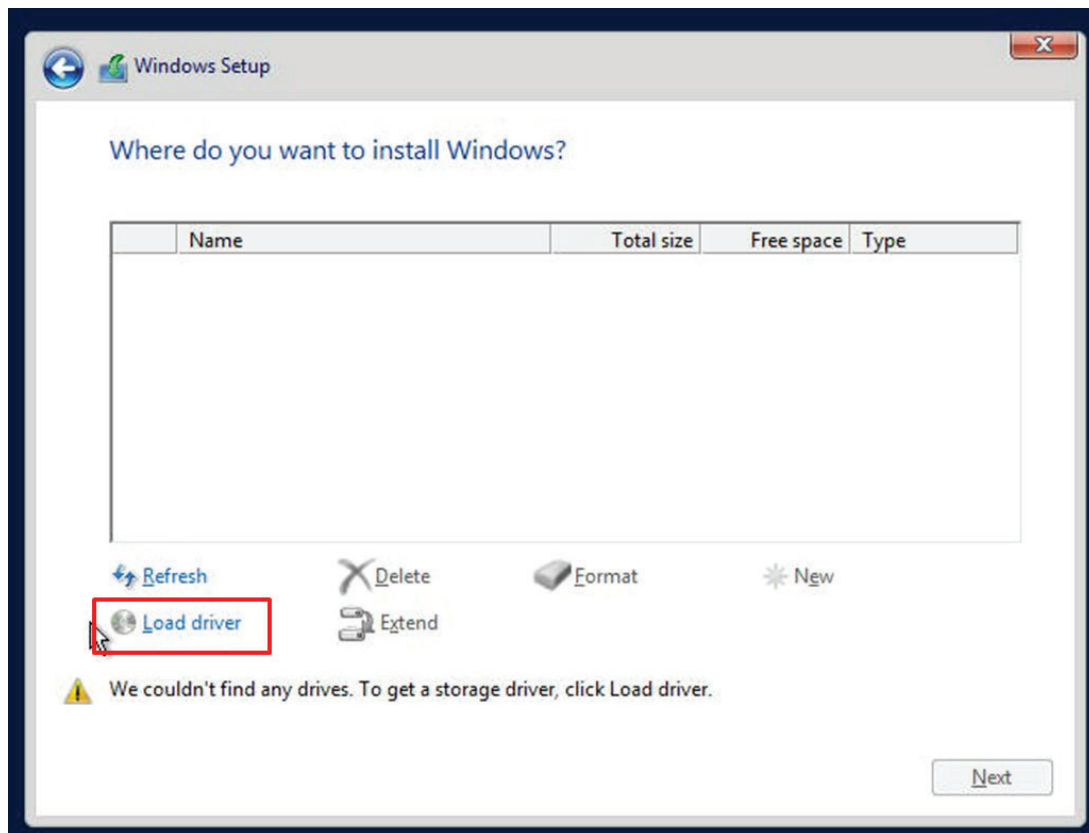 Windows Setup
Where do you want to install Windows?
Name Total size Free space Type
Refresh Delete Format New
Load driver Extend
We couldn't find any drives. To get a storage driver, click Load driver.
Next